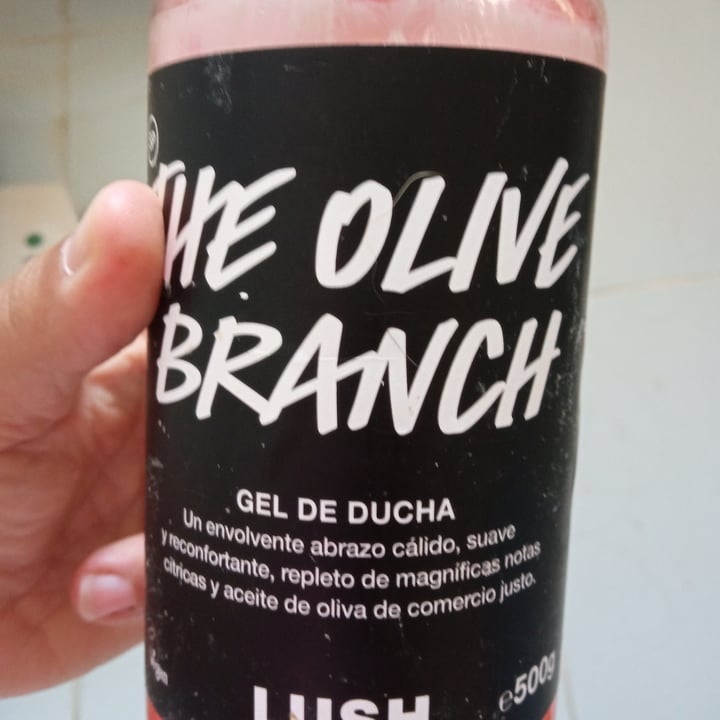 THE OLIVE
BRANCH
GEL DE DUCHA
Un envolvente abrazo cálido, suave
y reconfortante, repleto de magníficas notas
cítricas y aceite de oliva de comercio justo.
LUSH
℮500g